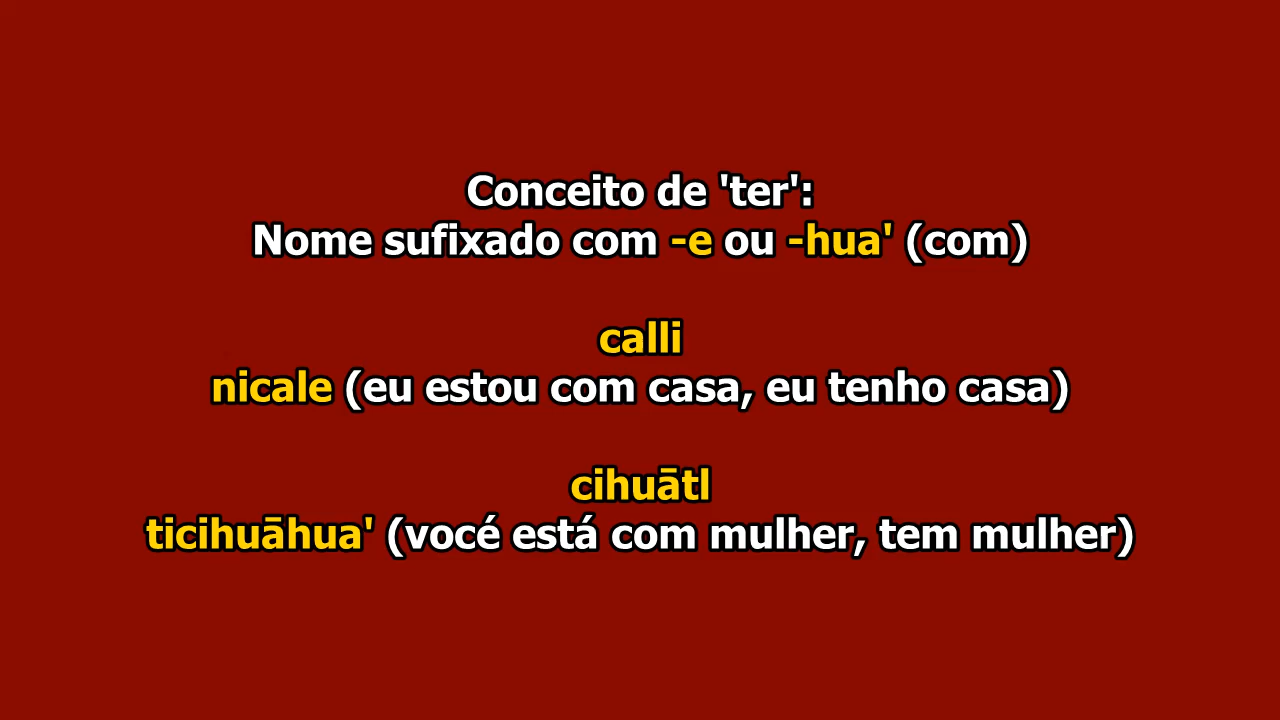 Conceito de 'ter':
Nome sufixado com -e ou -hua' (com)
calli
nicale (eu estou com casa, eu tenho casa)
cihuātl
ticihuāhua' (vocé está com mulher, tem mulher)